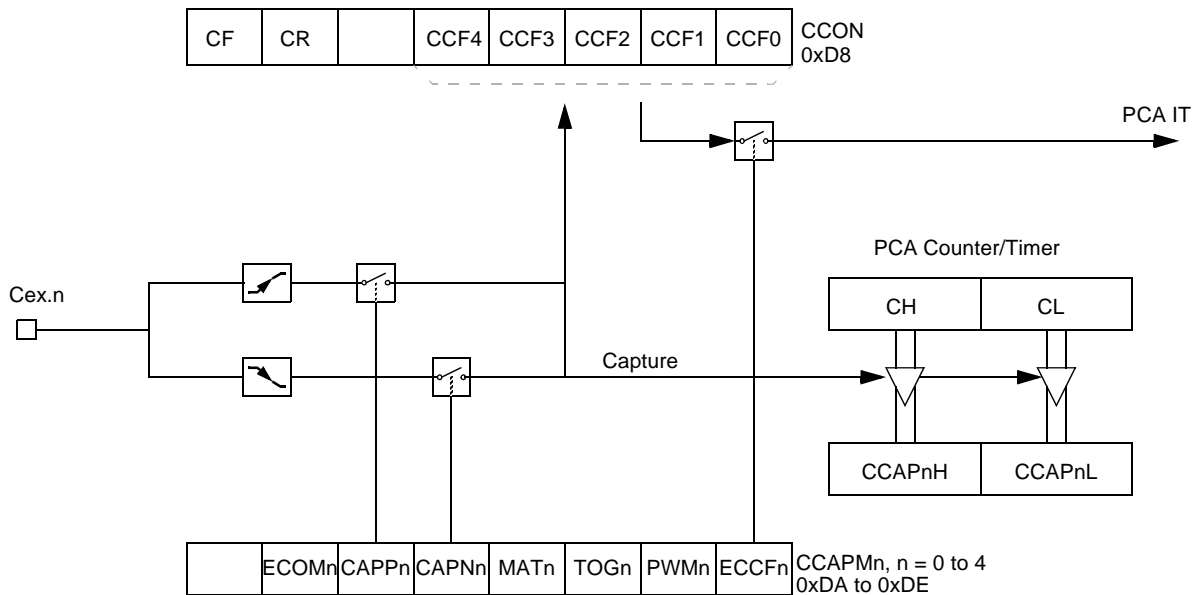 CF CR CCF4 CCF3 CCF2 CCF1 CCF0 CCON
0xD8
PCA IT
PCA Counter/Timer
Cex.n
CH CL
Capture
CCAPnH CCAPnL
ECOMn CAPPn CAPNn MATn TOGn PWMn ECCFn CCAPMn, n = 0 to 4
0xDA to 0xDE